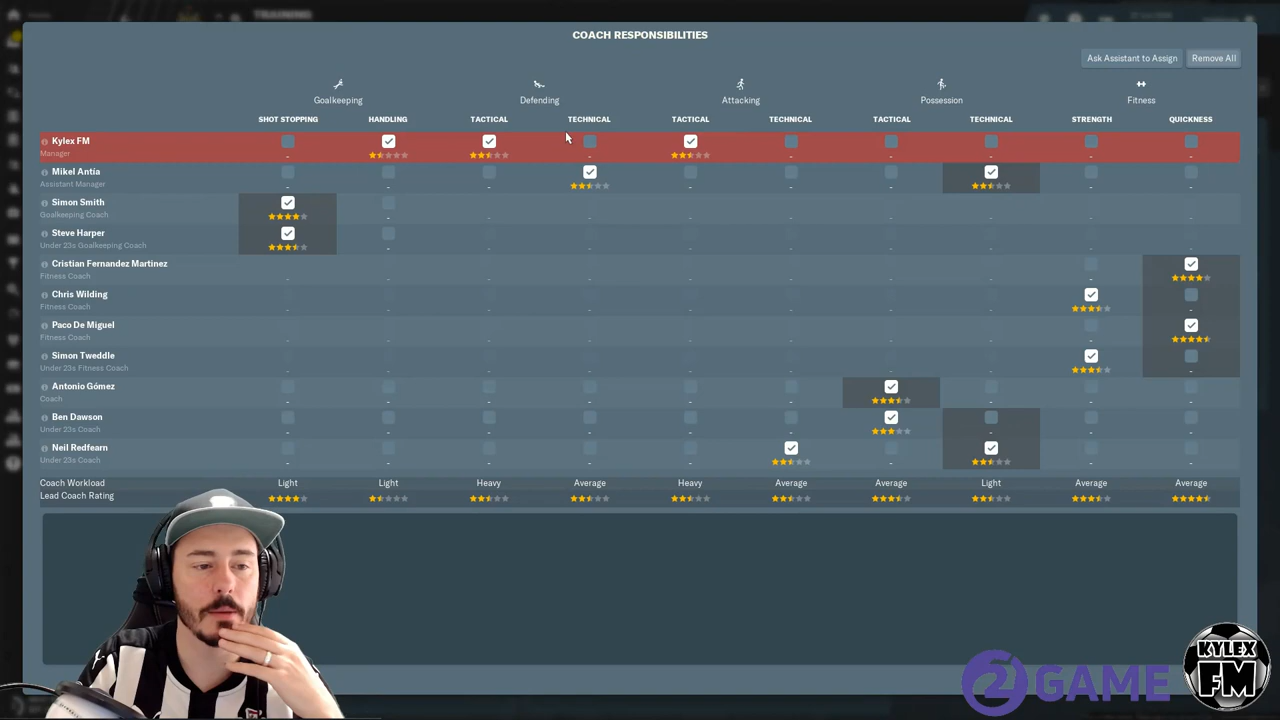 TRAINING
COACH RESPONSIBILITIES
Ask Assistant to Assign Remove All
Goalkeeping Defending Attacking Possession Fitness
SHOT STOPPING HANDLING TACTICAL TECHNICAL TACTICAL TECHNICAL TACTICAL TECHNICAL STRENGTH QUICKNESS
Kylex FM
Manager
Mikel Antía
Assistant Manager
Simon Smith
Goalkeeping Coach
Steve Harper
Under 23s Goalkeeping Coach
Cristian Fernandez Martinez
Fitness Coach
Chris Wilding
Fitness Coach
Paco De Miguel
Fitness Coach
Simon Tweddle
Under 23s Fitness Coach
Antonio Gómez
Coach
Ben Dawson
Under 23s Coach
Neil Redfearn
Under 23s Coach
Coach Workload Light Light Heavy Average Heavy Average Average Light Average Average
Lead Coach Rating
2GAME
KYLEX
FM